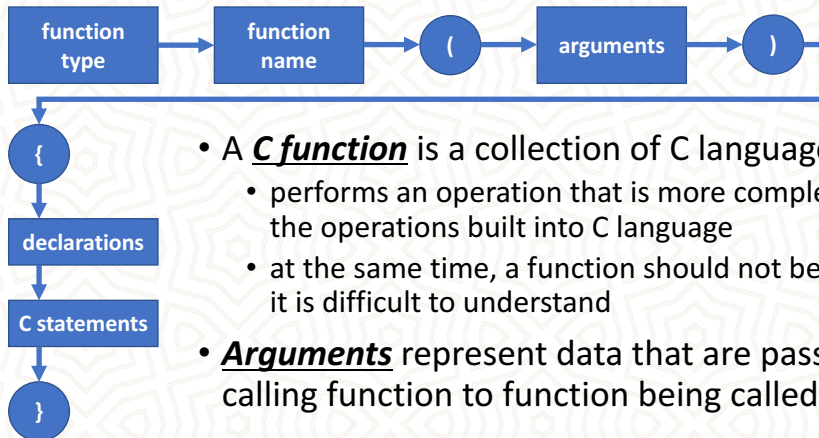 function type
function name
(
arguments
)
{
declarations
C statements
}
• A C function is a collection of C language
• performs an operation that is more comple
the operations built into C language
• at the same time, a function should not be
it is difficult to understand
• Arguments represent data that are pass
calling function to function being called